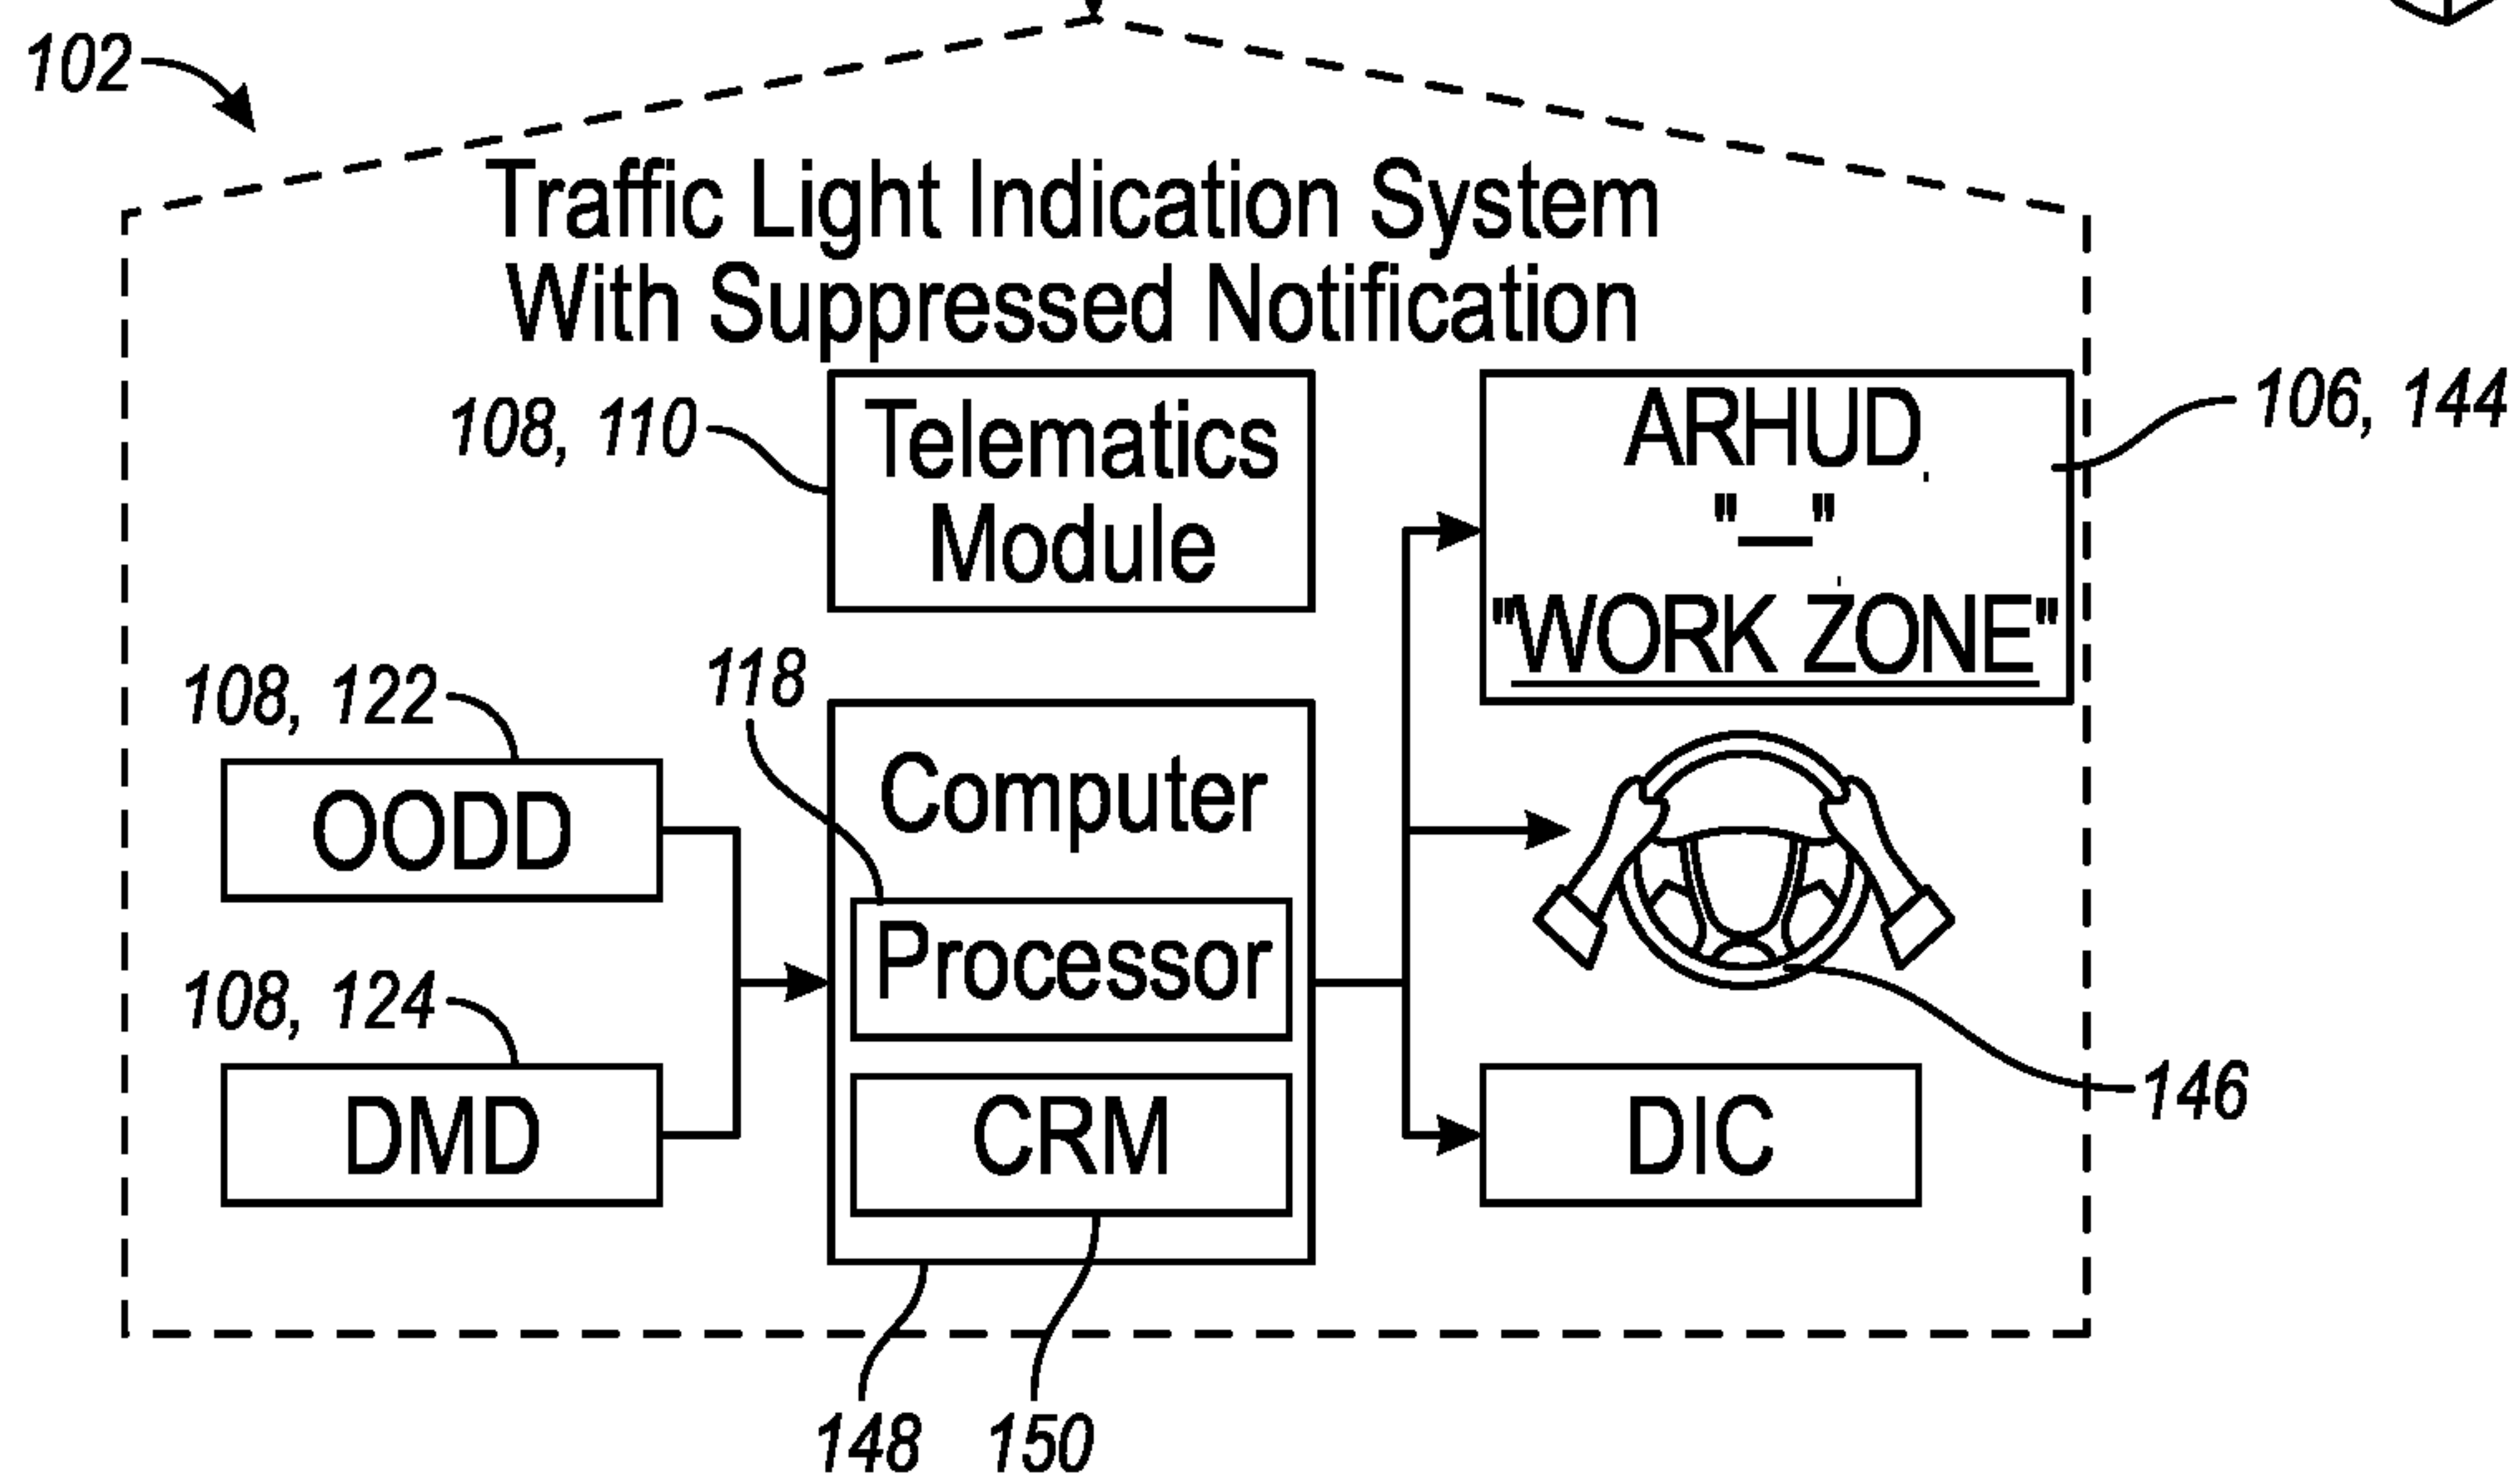 102
Traffic Light Indication System
With Suppressed Notification
108, 110
Telematics
Module
ARHUD
"__"
"WORK ZONE"
106, 144
108, 122
OODD
118
Computer
Processor
CRM
108, 124
DMD
DIC
146
148
150